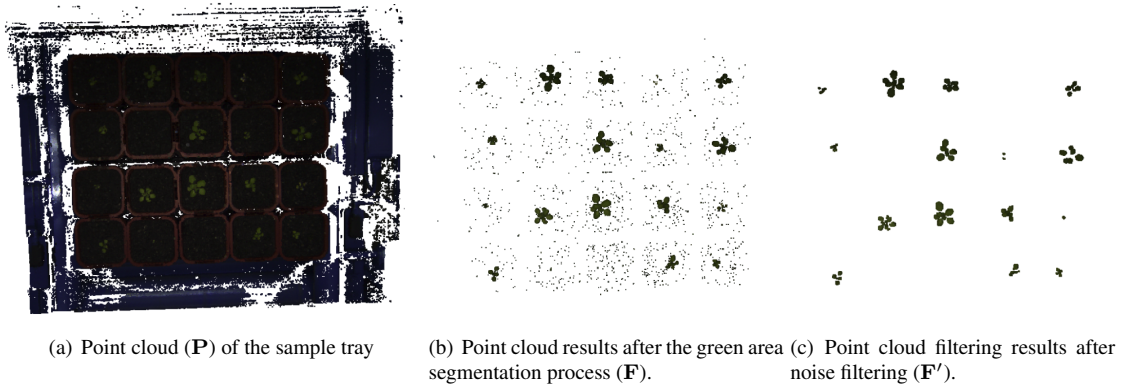 (a) Point cloud (P) of the sample tray
(b) Point cloud results after the green area
segmentation process (F).
(c) Point cloud filtering results after
noise filtering (F′).